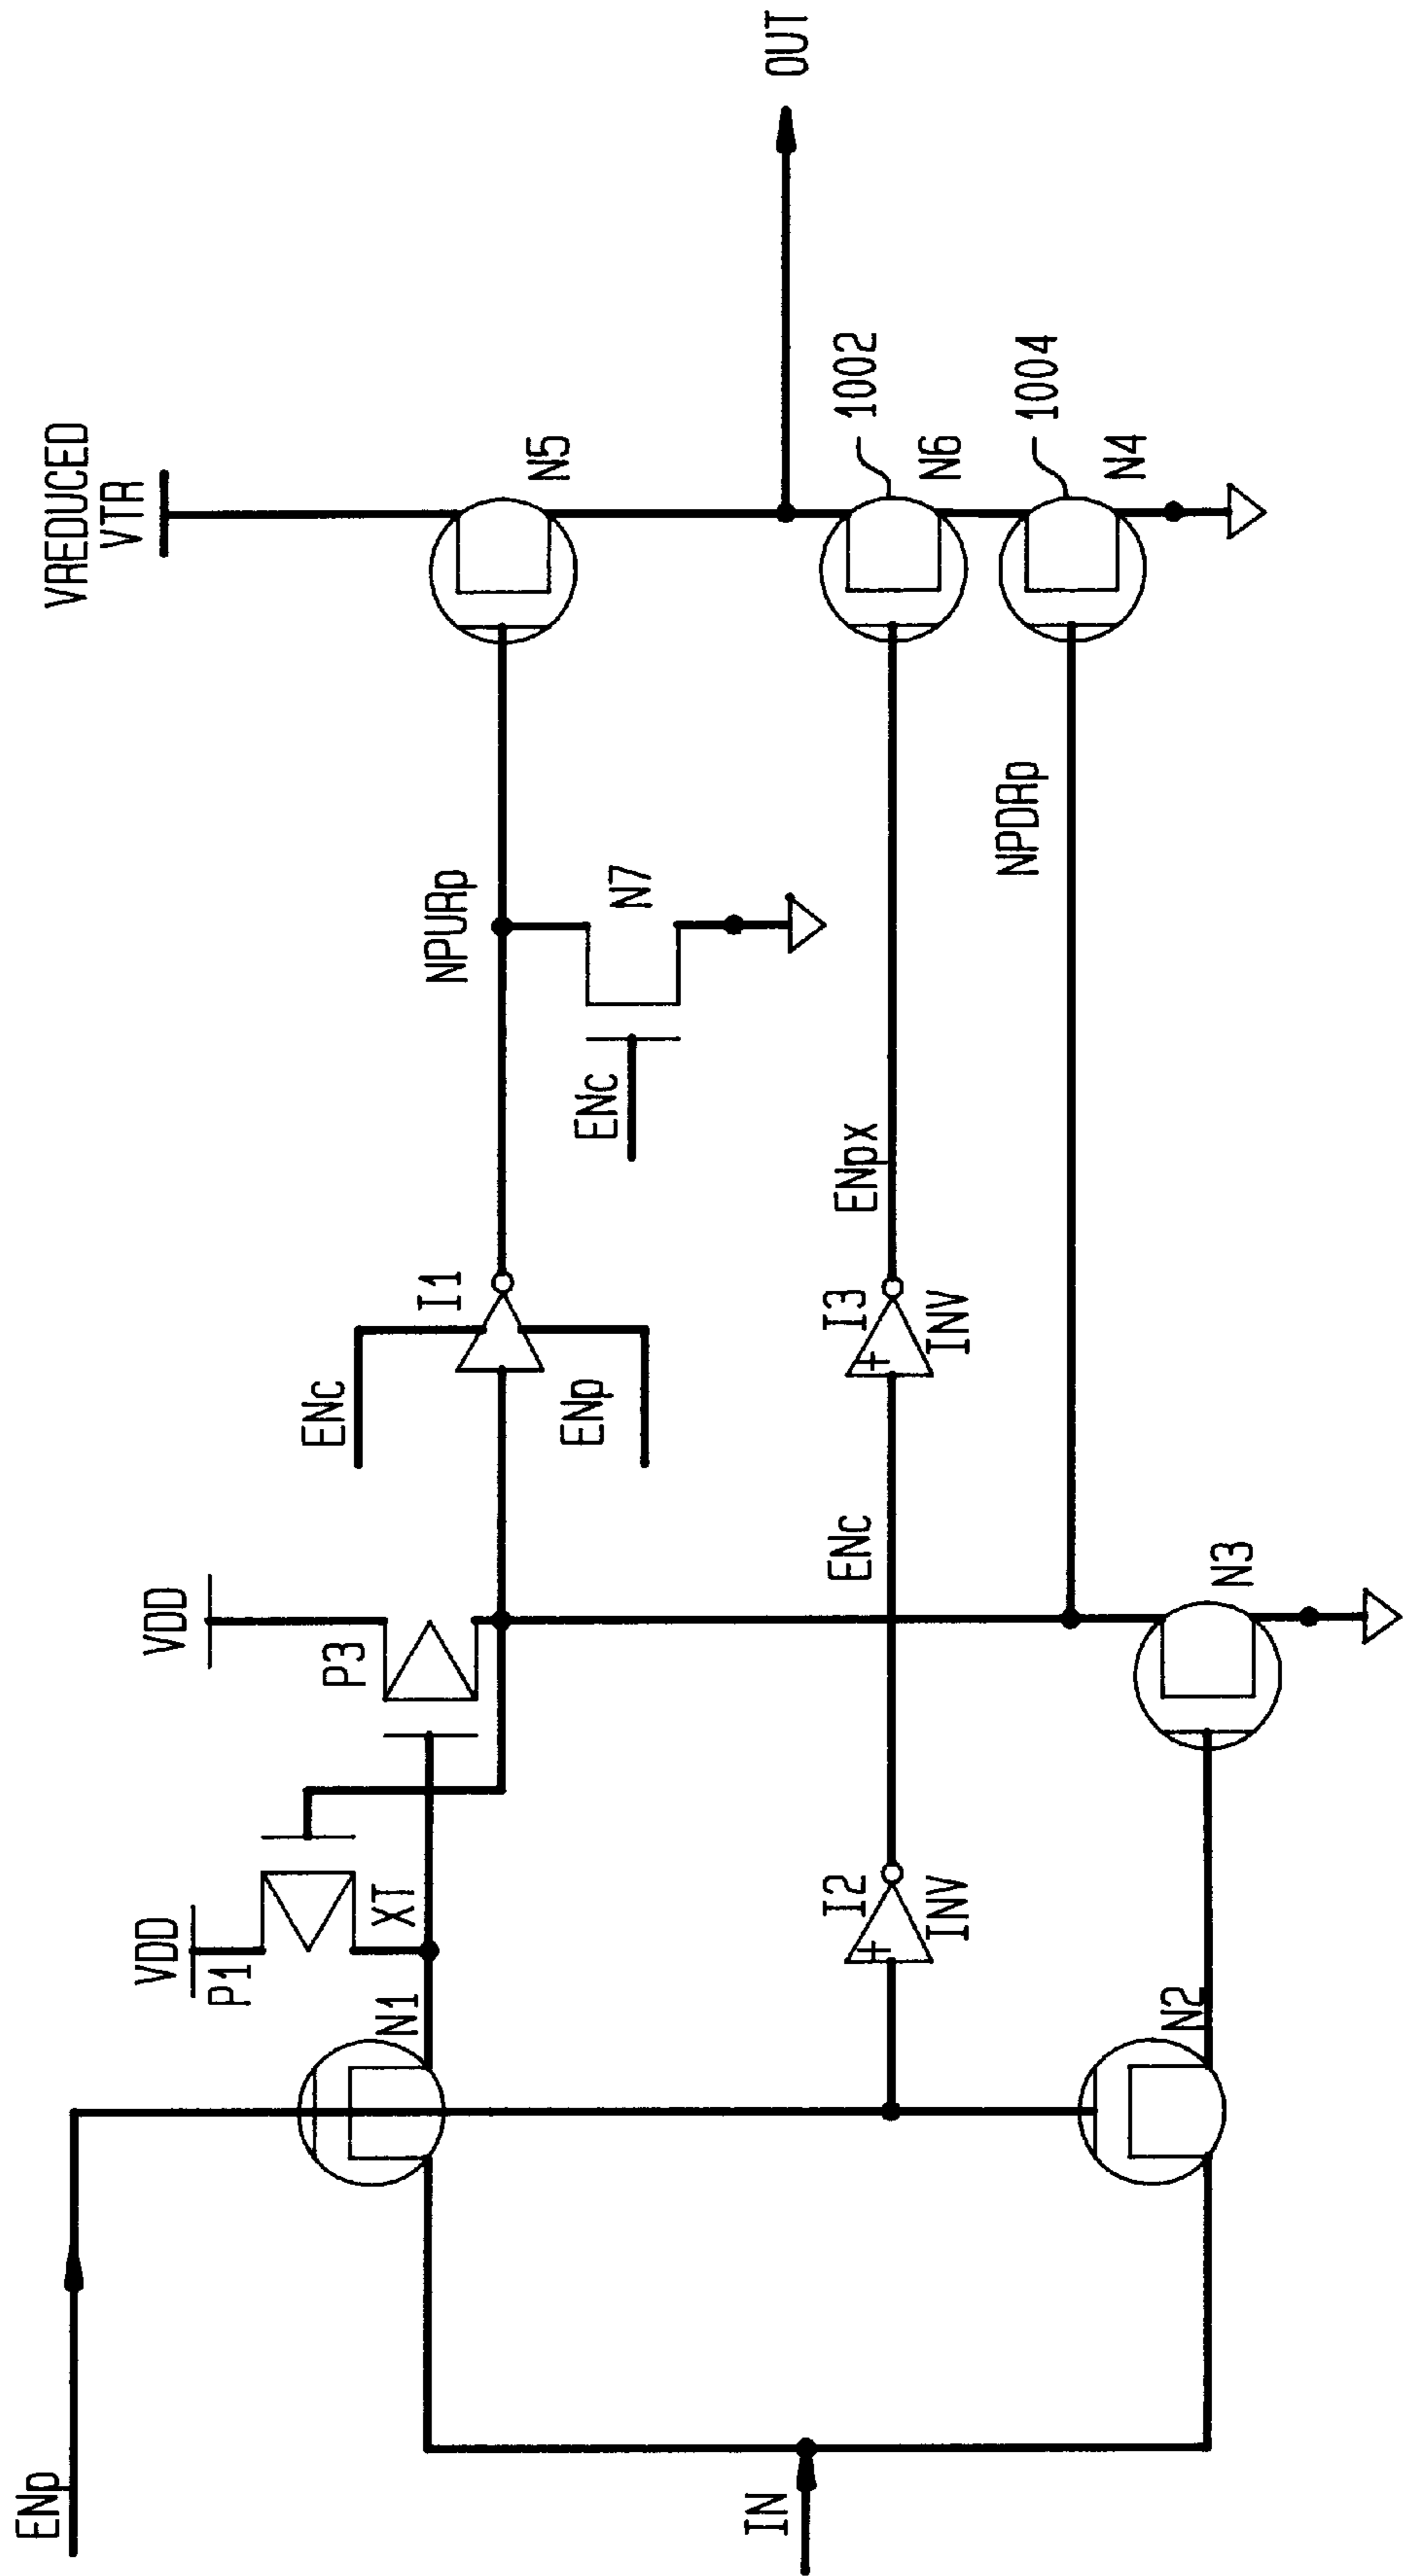 ENp
IN
VDD
P1
XT
N1
N2
I2
INV
VDD
P3
N3
ENc
ENc
ENp
I1
I3
INV
ENpx
ENc
NPURp
N7
NPDRp
VREDUCED
VTR
N5
1002
N6
1004
N4
OUT